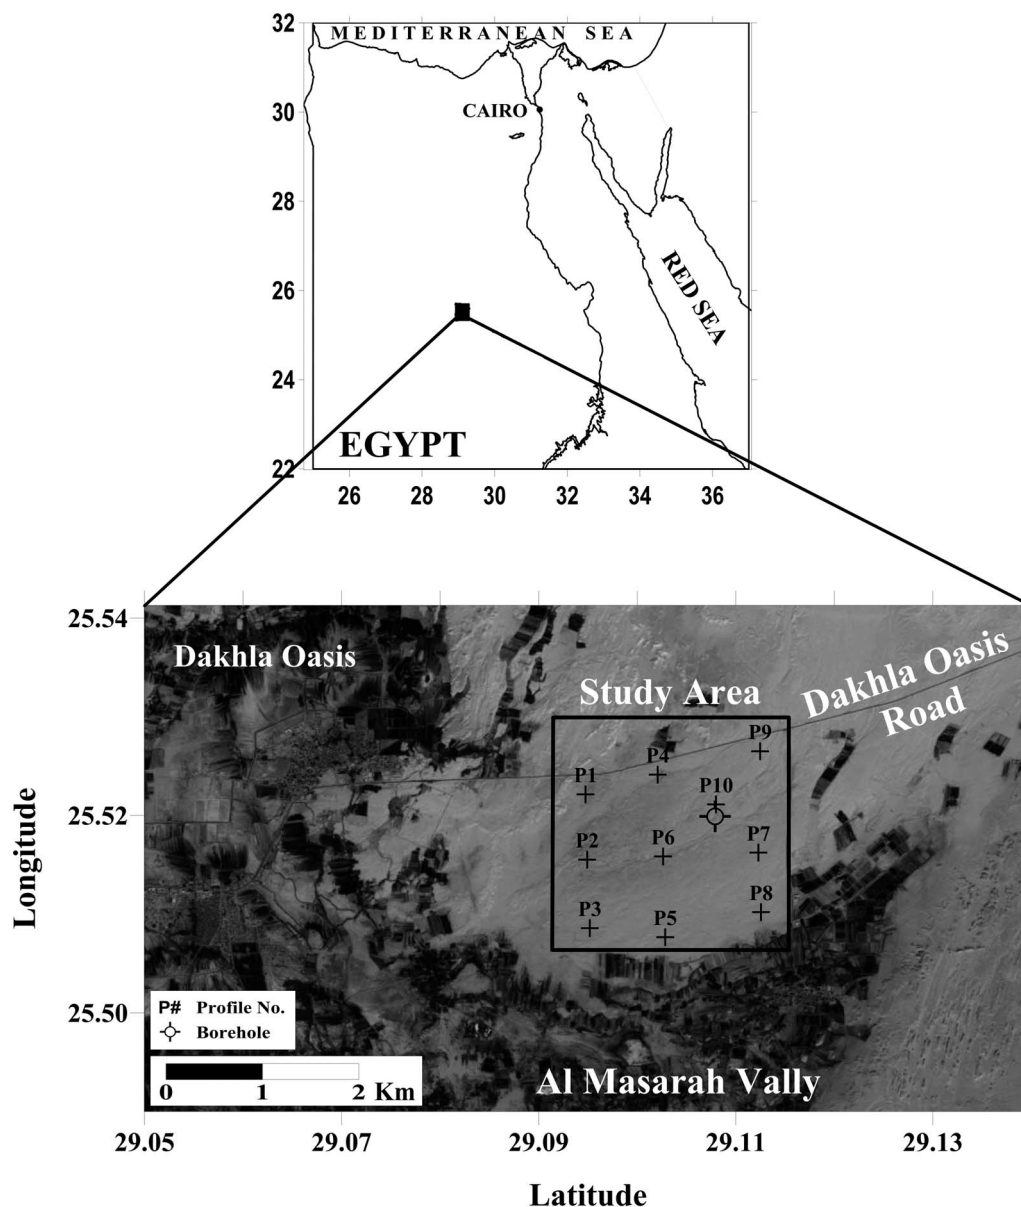 32
MEDITERRANEAN SEA
30
CAIRO
28
26
RED SEA
24
EGYPT
22
26 28 30 32 34 36
25.54
Dakhla Oasis
Study Area
Dakhla Oasis
Road
P9
P4
P1
P10
25.52
P2
P6
P7
P8
P3
P5
Longitude
25.50
P# Profile No.
Borehole
0 1 2 Km
Al Masarah Vally
29.05 29.07 29.09 29.11 29.13
Latitude